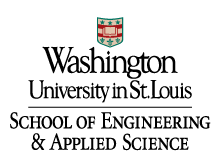 Washington
University in St. Louis
SCHOOL OF ENGINEERING
& APPLIED SCIENCE